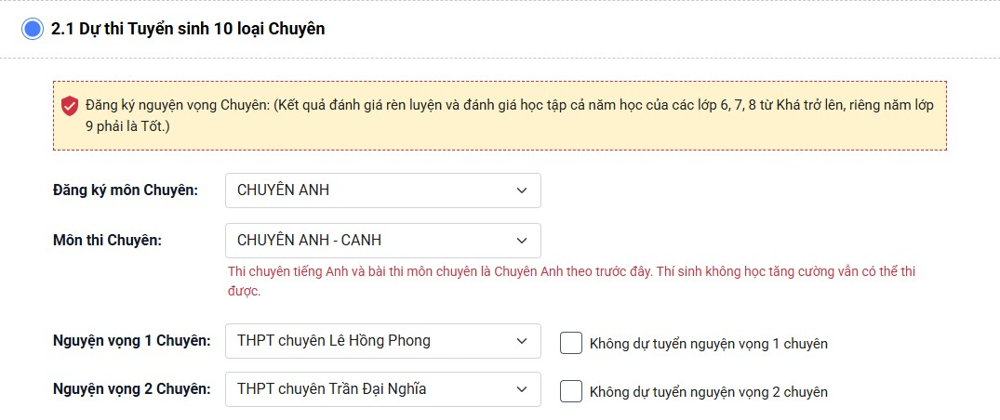 2.1 Dự thi Tuyển sinh 10 loại Chuyên
Đăng ký nguyện vọng Chuyên: (Kết quả đánh giá rèn luyện và đánh giá học tập cả năm học của các lớp 6, 7, 8 từ Khá trở lên, riêng năm lớp
9 phải là Tốt.)
Đăng ký môn Chuyên: CHUYÊN ANH
Môn thi Chuyên: CHUYÊN ANH - CANH
Thi chuyên tiếng Anh và bài thi môn chuyên là Chuyên Anh theo trước đây. Thí sinh không học tăng cường vẫn có thể thi
được.
Nguyện vọng 1 Chuyên: THPT chuyên Lê Hồng Phong Không dự tuyển nguyện vọng 1 chuyên
Nguyện vọng 2 Chuyên: THPT chuyên Trần Đại Nghĩa Không dự tuyển nguyện vọng 2 chuyên